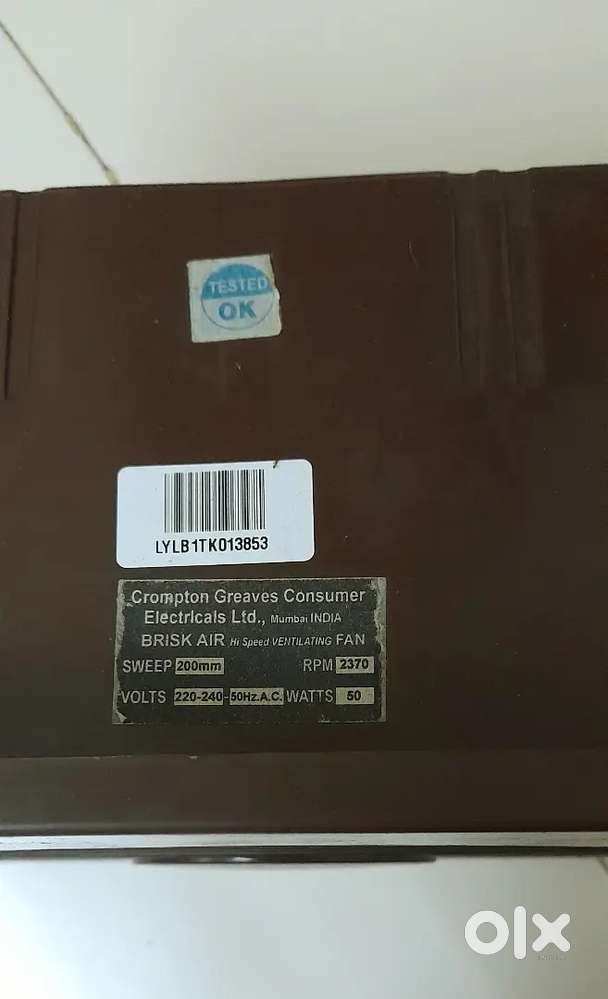 TESTED
OK
LYLB1TK013853
Crompton Greaves Consumer
Electricals Ltd., Mumbai INDIA
BRISK AIR Hi Speed VENTILATING FAN
SWEEP 200mm RPM 2370
VOLTS 220-240-50Hz.A.C. WATTS 50
olx